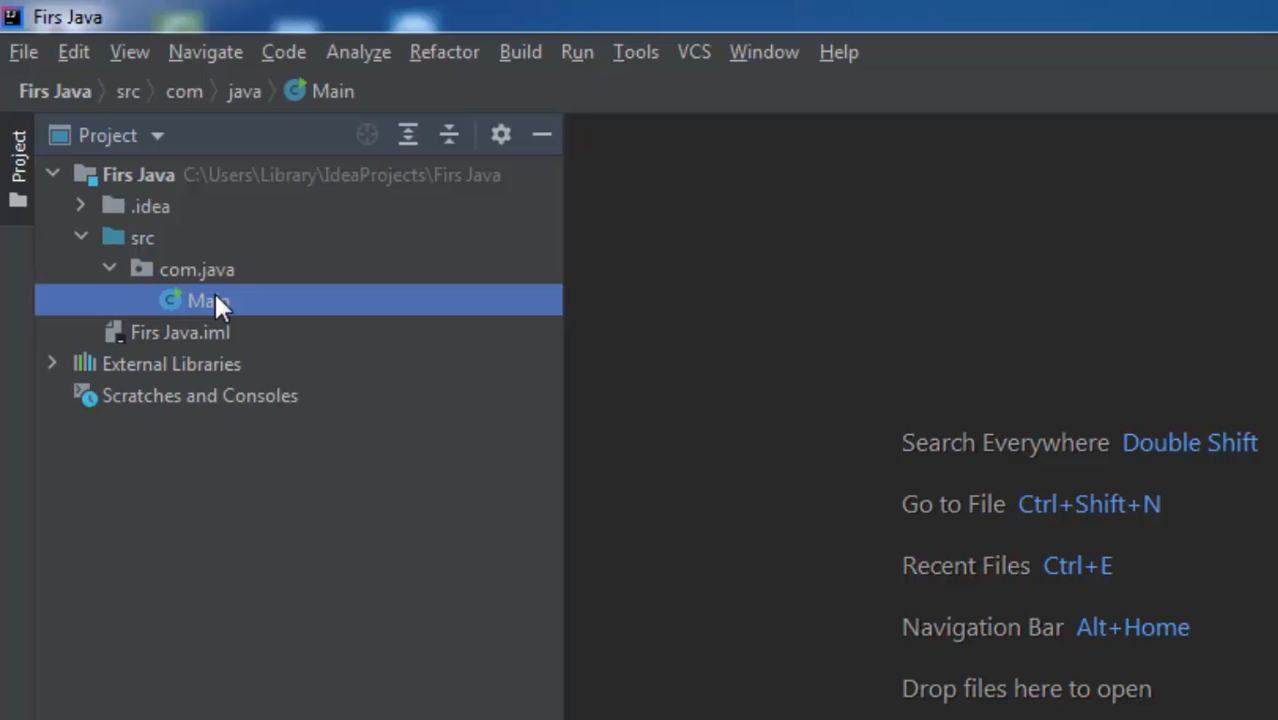 Firs Java
File Edit View Navigate Code Analyze Refactor Build Run Tools VCS Window Help
Firs Java src com java Main
Project
Project
Firs Java C:\Users\Library\IdeaProjects\Firs Java
.idea
src
com.java
Main
Firs Java.iml
External Libraries
Scratches and Consoles
Search Everywhere Double Shift
Go to File Ctrl+Shift+N
Recent Files Ctrl+E
Navigation Bar Alt+Home
Drop files here to open